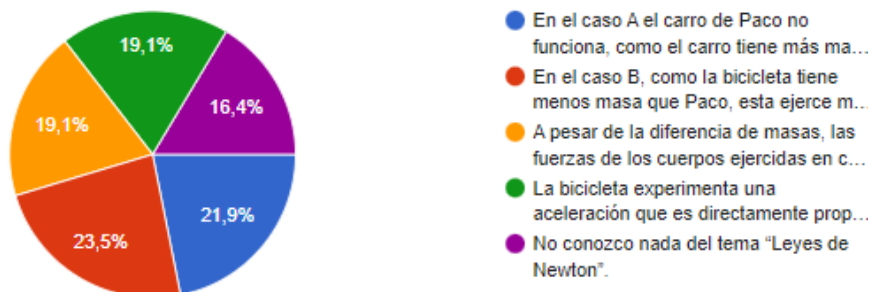 19,1%
16,4%
19,1%
21,9%
23,5%
En el caso A el carro de Paco no
funciona, como el carro tiene más ma…
En el caso B, como la bicicleta tiene
menos masa que Paco, esta ejerce m…
A pesar de la diferencia de masas, las
fuerzas de los cuerpos ejercidas en c…
La bicicleta experimenta una
aceleración que es directamente prop…
No conozco nada del tema “Leyes de
Newton”.